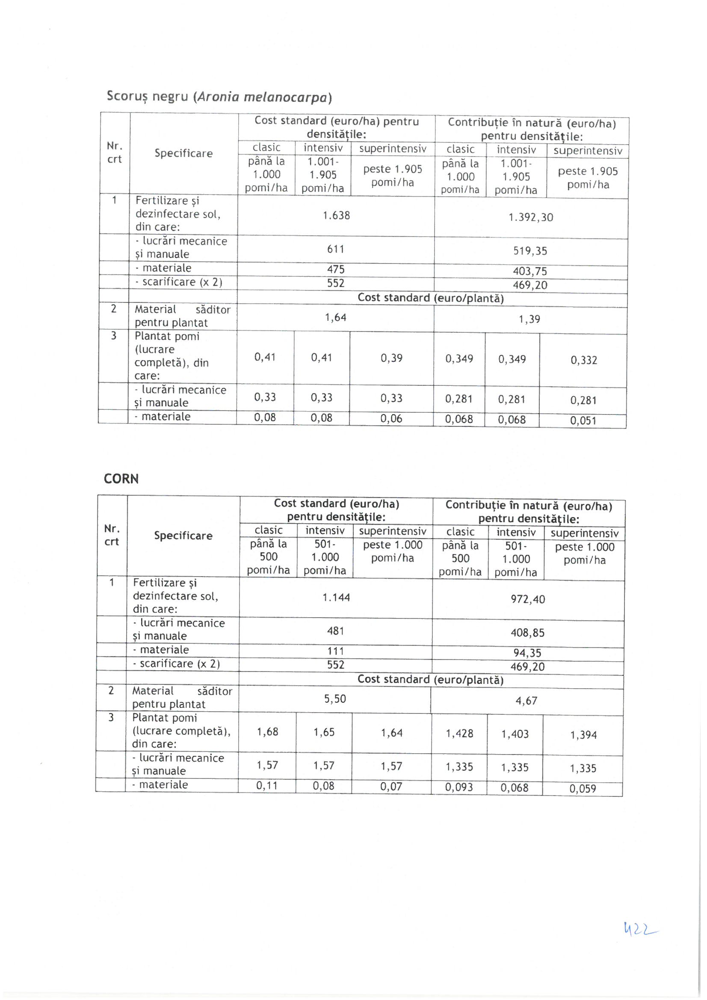 Scoruș negru (Aronia melanocarpa)
Nr. crt Specificare Cost standard (euro/ha) pentru densitățile: Contribuție în natură (euro/ha) pentru densitățile:
clasic intensiv superintensiv clasic intensiv superintensiv
până la 1.000 pomi/ha 1.001-1.905 pomi/ha peste 1.905 pomi/ha până la 1.000 pomi/ha 1.001-1.905 pomi/ha peste 1.905 pomi/ha
1 Fertilizare și dezinfectare sol, din care: 1.638 1.392,30
- lucrări mecanice și manuale 611 519,35
- materiale 475 403,75
- scarificare (x 2) 552 469,20
Cost standard (euro/plantă)
2 Material săditor pentru plantat 1,64 1,39
3 Plantat pomi (lucrare completă), din care: 0,41 0,41 0,39 0,349 0,349 0,332
- lucrări mecanice și manuale 0,33 0,33 0,33 0,281 0,281 0,281
- materiale 0,08 0,08 0,06 0,068 0,068 0,051
CORN
Nr. crt Specificare Cost standard (euro/ha) pentru densitățile: Contribuție în natură (euro/ha) pentru densitățile:
clasic intensiv superintensiv clasic intensiv superintensiv
până la 500 pomi/ha 501-1.000 pomi/ha peste 1.000 pomi/ha până la 500 pomi/ha 501-1.000 pomi/ha peste 1.000 pomi/ha
1 Fertilizare și dezinfectare sol, din care: 1.144 972,40
- lucrări mecanice și manuale 481 408,85
- materiale 111 94,35
- scarificare (x 2) 552 469,20
Cost standard (euro/plantă)
2 Material săditor pentru plantat 5,50 4,67
3 Plantat pomi (lucrare completă), din care: 1,68 1,65 1,64 1,428 1,403 1,394
- lucrări mecanice și manuale 1,57 1,57 1,57 1,335 1,335 1,335
- materiale 0,11 0,08 0,07 0,093 0,068 0,059
422